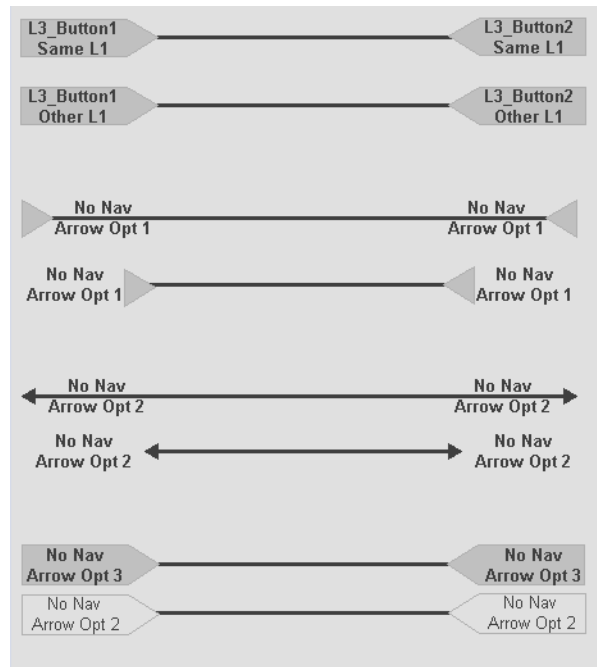 L3_Button1
Same L1
L3_Button2
Same L1
L3_Button1
Other L1
L3_Button2
Other L1
No Nav
Arrow Opt 1
No Nav
Arrow Opt 1
No Nav
Arrow Opt 1
No Nav
Arrow Opt 1
No Nav
Arrow Opt 2
No Nav
Arrow Opt 2
No Nav
Arrow Opt 2
No Nav
Arrow Opt 2
No Nav
Arrow Opt 3
No Nav
Arrow Opt 3
No Nav
Arrow Opt 2
No Nav
Arrow Opt 2